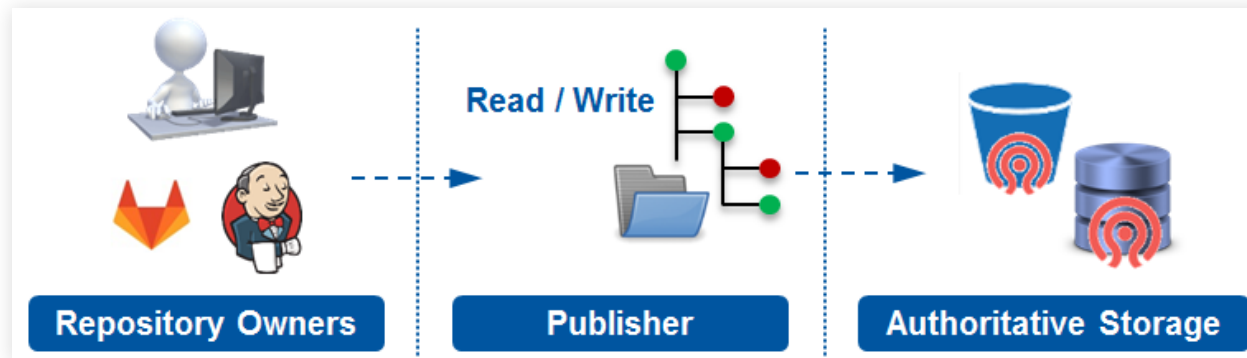 Read / Write
Repository Owners
Publisher
Authoritative Storage